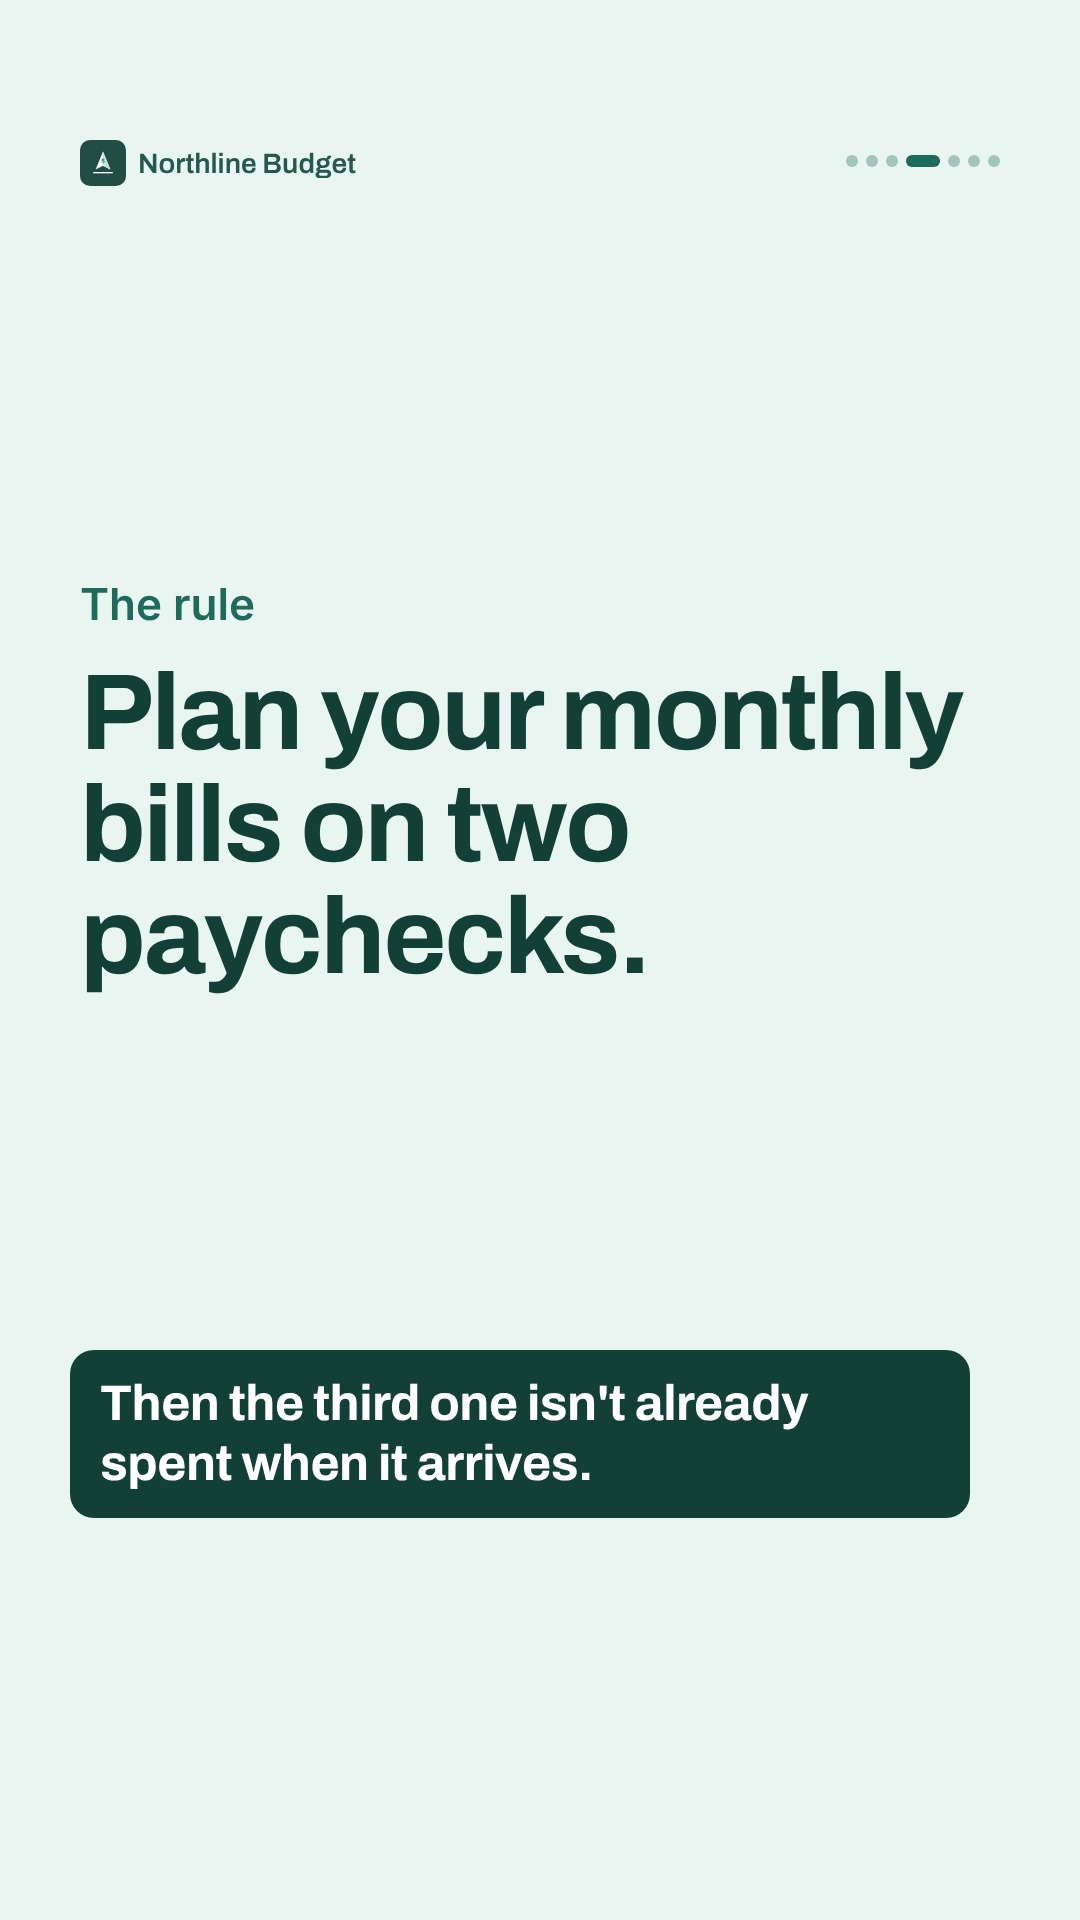 Northline Budget
The rule
Plan your monthly
bills on two
paychecks.
Then the third one isn't already
spent when it arrives.